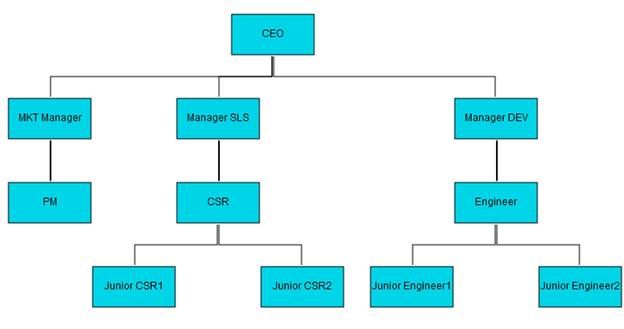 CEO
MKT Manager
Manager SLS
Manager DEV
PM
CSR
Engineer
Junior CSR1
Junior CSR2
Junior Engineer1
Junior Engineer2